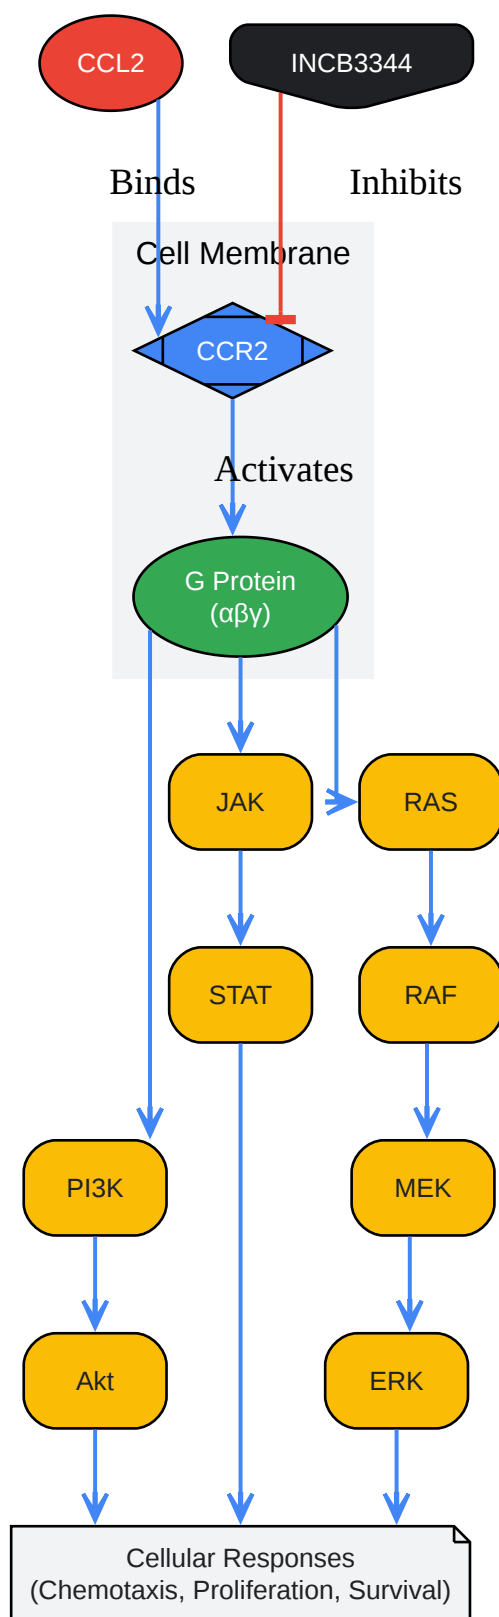 CCL2
INCB3344
Binds
Inhibits
Cell Membrane
CCR2
Activates
G Protein
(αβγ)
JAK
RAS
STAT
RAF
PI3K
MEK
Akt
ERK
Cellular Responses
(Chemotaxis, Proliferation, Survival)